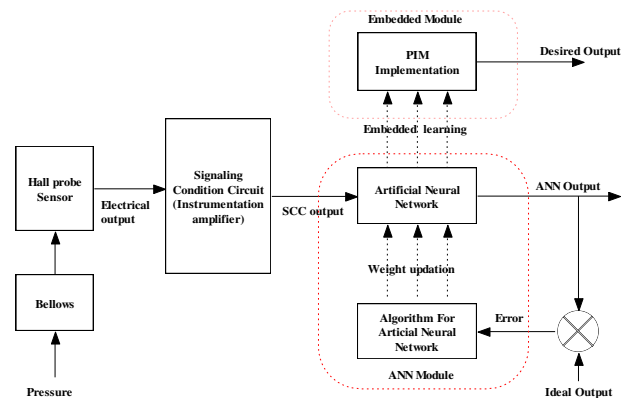 Embedded Module
PIM
Implementation
Desired Output
Embedded learning
Hall probe
Sensor
Electrical
output
Signaling
Condition Circuit
(Instrumentation
amplifier)
SCC output
Artificial Neural
Network
ANN Output
Weight updation
Bellows
Algorithm For
Articial Neural
Network
Error
ANN Module
Pressure
Ideal Output